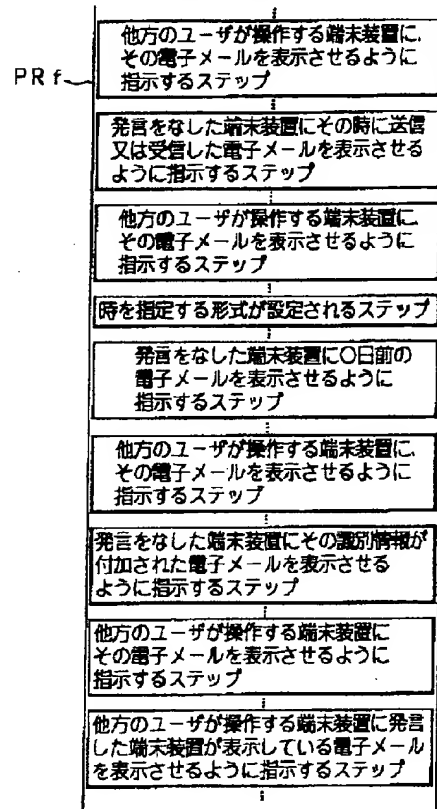 他方のユーザが操作する端末装置に、
その電子メールを表示させるように
指示するステップ
PRf
発言をなした端末装置にその時に送信
又は受信した電子メールを表示させる
ように指示するステップ
他方のユーザが操作する端末装置に、
その電子メールを表示させるように
指示するステップ
時を指定する形式が設定されるステップ
発言をなした端末装置に〇日前の
電子メールを表示させるように
指示するステップ
他方のユーザが操作する端末装置に、
その電子メールを表示させるように
指示するステップ
発言をなした端末装置にその識別情報が
付加された電子メールを表示させる
ように指示するステップ
他方のユーザが操作する端末装置に
その電子メールを表示させるように
指示するステップ
他方のユーザが操作する端末装置に発言
した端末装置が表示している電子メール
を表示させるように指示するステップ